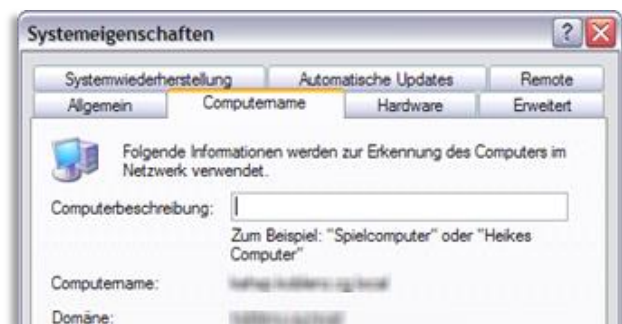 Systemeigenschaften
Systemwiederherstellung Automatische Updates Remote
Allgemein Computername Hardware Erweitert
Folgende Informationen werden zur Erkennung des Computers im
Netzwerk verwendet.
Computerbeschreibung:
Zum Beispiel: "Spielcomputer" oder "Heikes
Computer"
Computername:
Domäne: